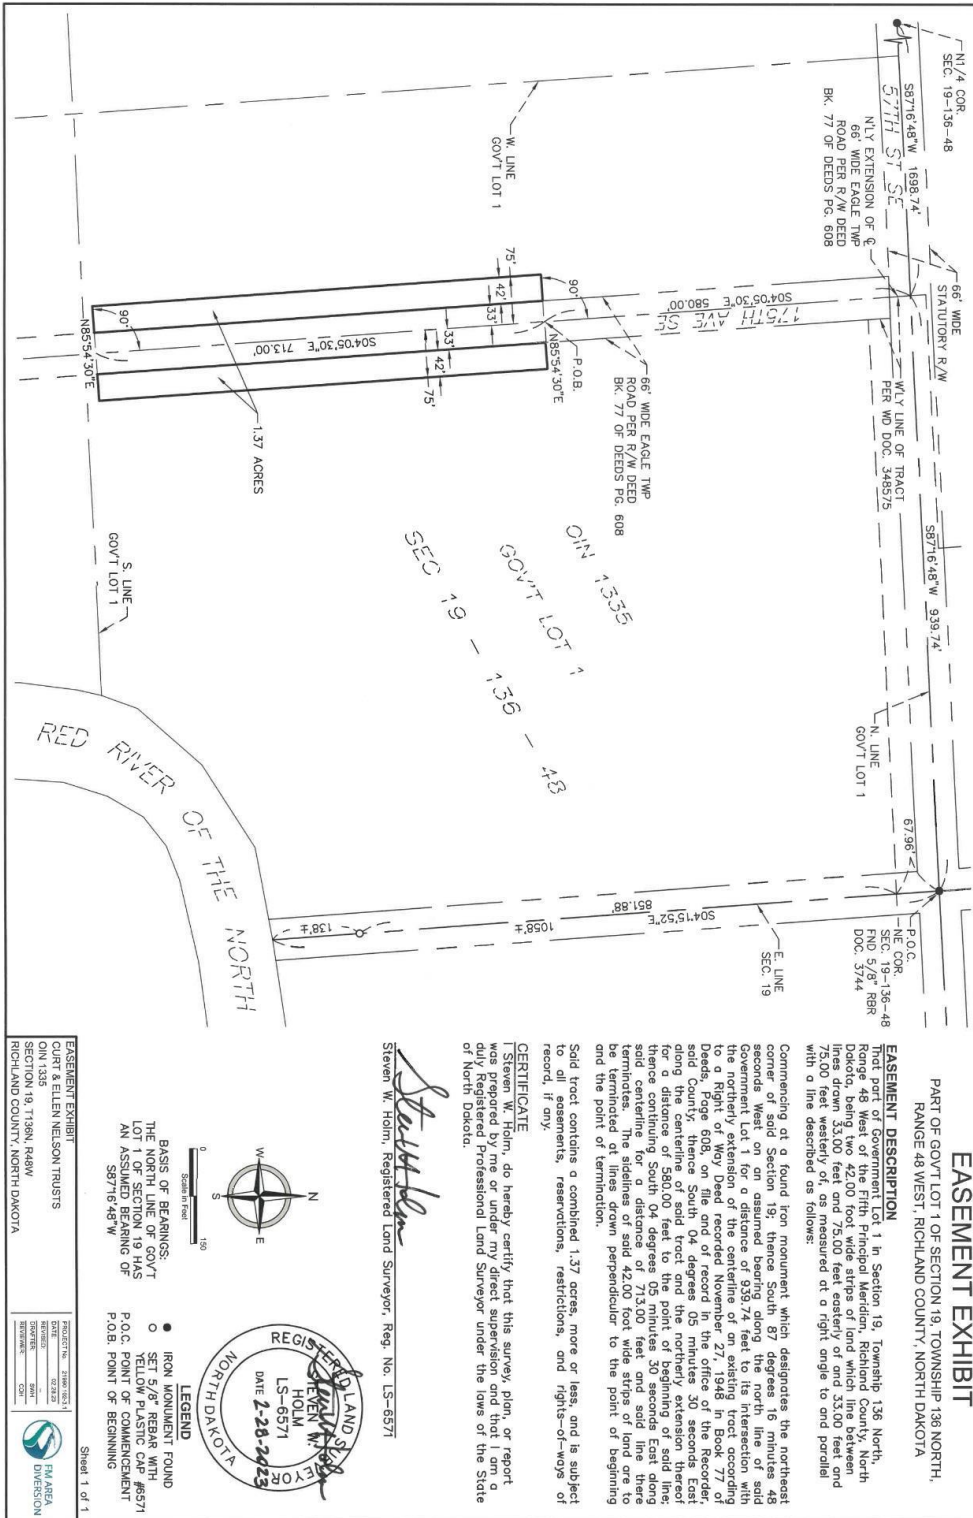 EASEMENT EXHIBIT
PART OF GOVT LOT 1 OF SECTION 19, TOWNSHIP 136 NORTH,
RANGE 48 WEST, RICHLAND COUNTY, NORTH DAKOTA
EASEMENT DESCRIPTION
That part of Government Lot 1 in Section 19, Township 136 North,
Range 48 West of the Fifth Principal Meridian, Richland County, North
Dakota, being two 42.00 foot wide strips of land which line between
lines drawn 33.00 feet and 75.00 feet easterly of and 33.00 feet and
75.00 feet westerly of, as measured at a right angle to and parallel
with a line described as follows:
Commencing at a found iron monument which designates the northeast
corner of said Section 19; thence South 87 degrees 16 minutes 48
seconds West on an assumed bearing along the north line of said
Government Lot 1 for a distance of 939.74 feet to its intersection with
the northerly extension of the centerline of an existing tract according
to a Right of Way Deed recorded November 27, 1948 in Book 77 of
Deeds, Page 608, on file and of record in the office of the Recorder,
said County; thence South 04 degrees 05 minutes 30 seconds East
along the centerline of said tract and the northerly extension thereof
for a distance of 580.00 feet to the point of beginning of said line;
thence continuing South 04 degrees 05 minutes 30 seconds East along
said centerline for a distance of 713.00 feet and said line there
terminates. The sidelines of said 42.00 foot wide strips of land are to
be terminated at lines drawn perpendicular to the point of beginning
and the point of termination.
Said tract contains a combined 1.37 acres, more or less, and is subject
to all easements, reservations, restrictions, and rights-of-ways of
record, if any.
CERTIFICATE
I Steven W. Holm, do hereby certify that this survey, plan, or report
was prepared by me or under my direct supervision and that I am a
duly Registered Professional Land Surveyor under the laws of the State
of North Dakota.
Steven W. Holm
Steven W. Holm, Registered Land Surveyor, Reg. No. LS-6571
REGISTERED LAND SURVEYOR
STEVEN W.
HOLM
LS-6571
DATE 2-28-2023
NORTH DAKOTA
N
W
E
S
0
150
Scale in Feet
BASIS OF BEARINGS:
THE NORTH LINE OF GOV'T
LOT 1 OF SECTION 19 HAS
AN ASSUMED BEARING OF
S87°16'48"W
LEGEND
IRON MONUMENT FOUND
SET 5/8" REBAR WITH
YELLOW PLASTIC CAP #6571
P.O.C. POINT OF COMMENCEMENT
P.O.B. POINT OF BEGINNING
Sheet 1 of 1
EASEMENT EXHIBIT
CURT & ELLEN NELSON TRUSTS
OIN 1335
SECTION 19, T136N, R48W
RICHLAND COUNTY, NORTH DAKOTA
PROJECT No.
DATE: 02.28.23
REVISED: --
DRAFTER: SWH
REVIEWER: CDH
FM AREA
DIVERSION
N1/4 COR.
SEC. 19-136-48
S87°16'48"W 1698.74'
57TH ST SE
N'LY EXTENSION OF ℄
66' WIDE EAGLE TWP
ROAD PER R/W DEED
BK. 77 OF DEEDS PG. 608
66' WIDE
STATUTORY R/W
W'LY LINE OF TRACT
PER WD DOC. 348575
S87°16'48"W 939.74'
N. LINE
GOV'T LOT 1
67.96'
P.O.C.
NE COR.
SEC. 19-136-48
FND 5/8" RBR
DOC. 3744
W. LINE
GOV'T LOT 1
S04°05'30"E 580.00'
175TH AVE SE
66' WIDE EAGLE TWP
ROAD PER R/W DEED
BK. 77 OF DEEDS PG. 608
P.O.B.
N85°54'30"E
90°
75'
42'
33'
33'
42'
75'
S04°05'30"E 713.00'
1.37 ACRES
90°
N85°54'30"E
OIN 1335
GOV'T LOT 1
SEC 19 - 136 - 48
S. LINE
GOV'T LOT 1
E. LINE
SEC. 19
S04°15'52"E
851.88'
1058'±
138'±
RED RIVER OF THE NORTH